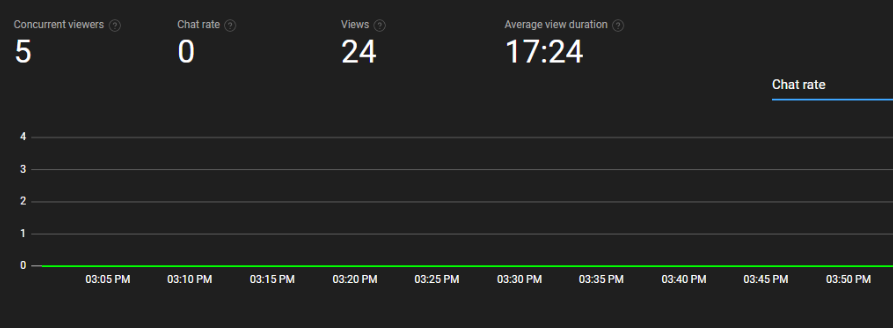 Concurrent viewers ? Chat rate ? Views ? Average view duration ?
5 0 24 17:24
Chat rate
4
3
2
1
0
03:05 PM 03:10 PM 03:15 PM 03:20 PM 03:25 PM 03:30 PM 03:35 PM 03:40 PM 03:45 PM 03:50 PM